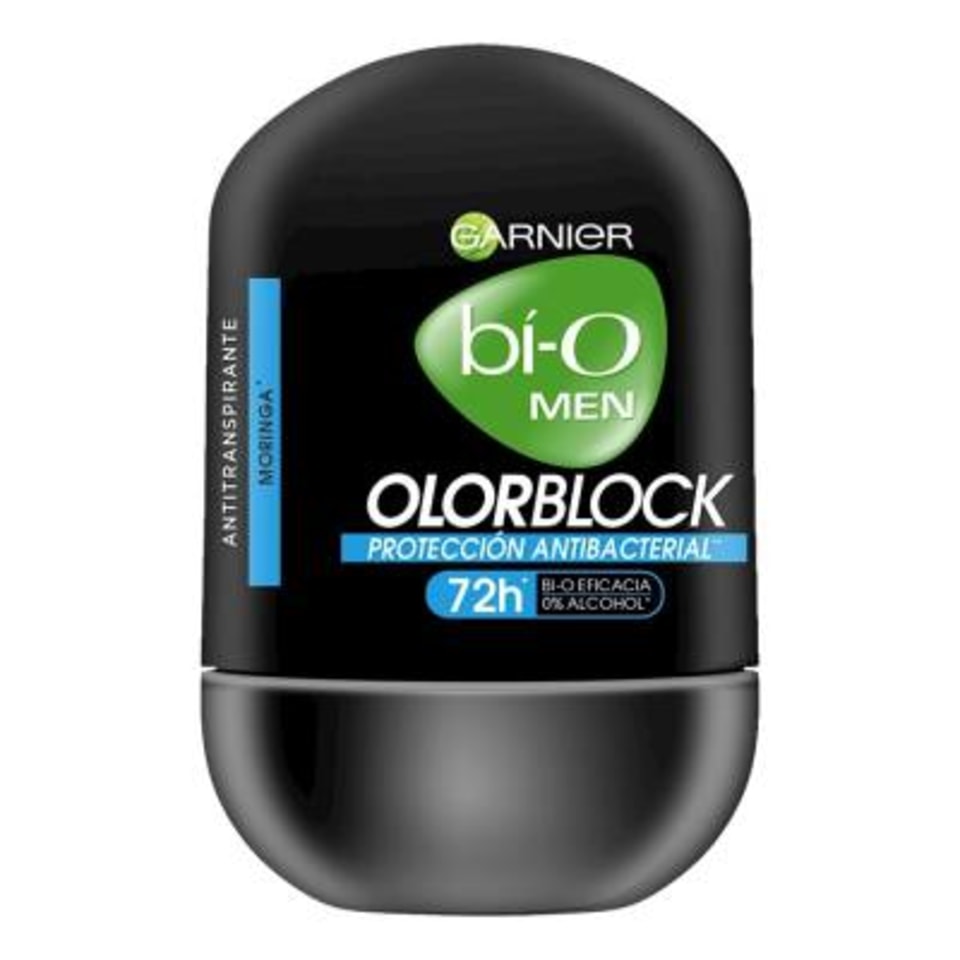 GARNIER
bí-O
MEN
OLORBLOCK
PROTECCIÓN ANTIBACTERIAL**
72h*
BI-O EFICACIA
0% ALCOHOL*
ANTITRANSPIRANTE
MORINGA*